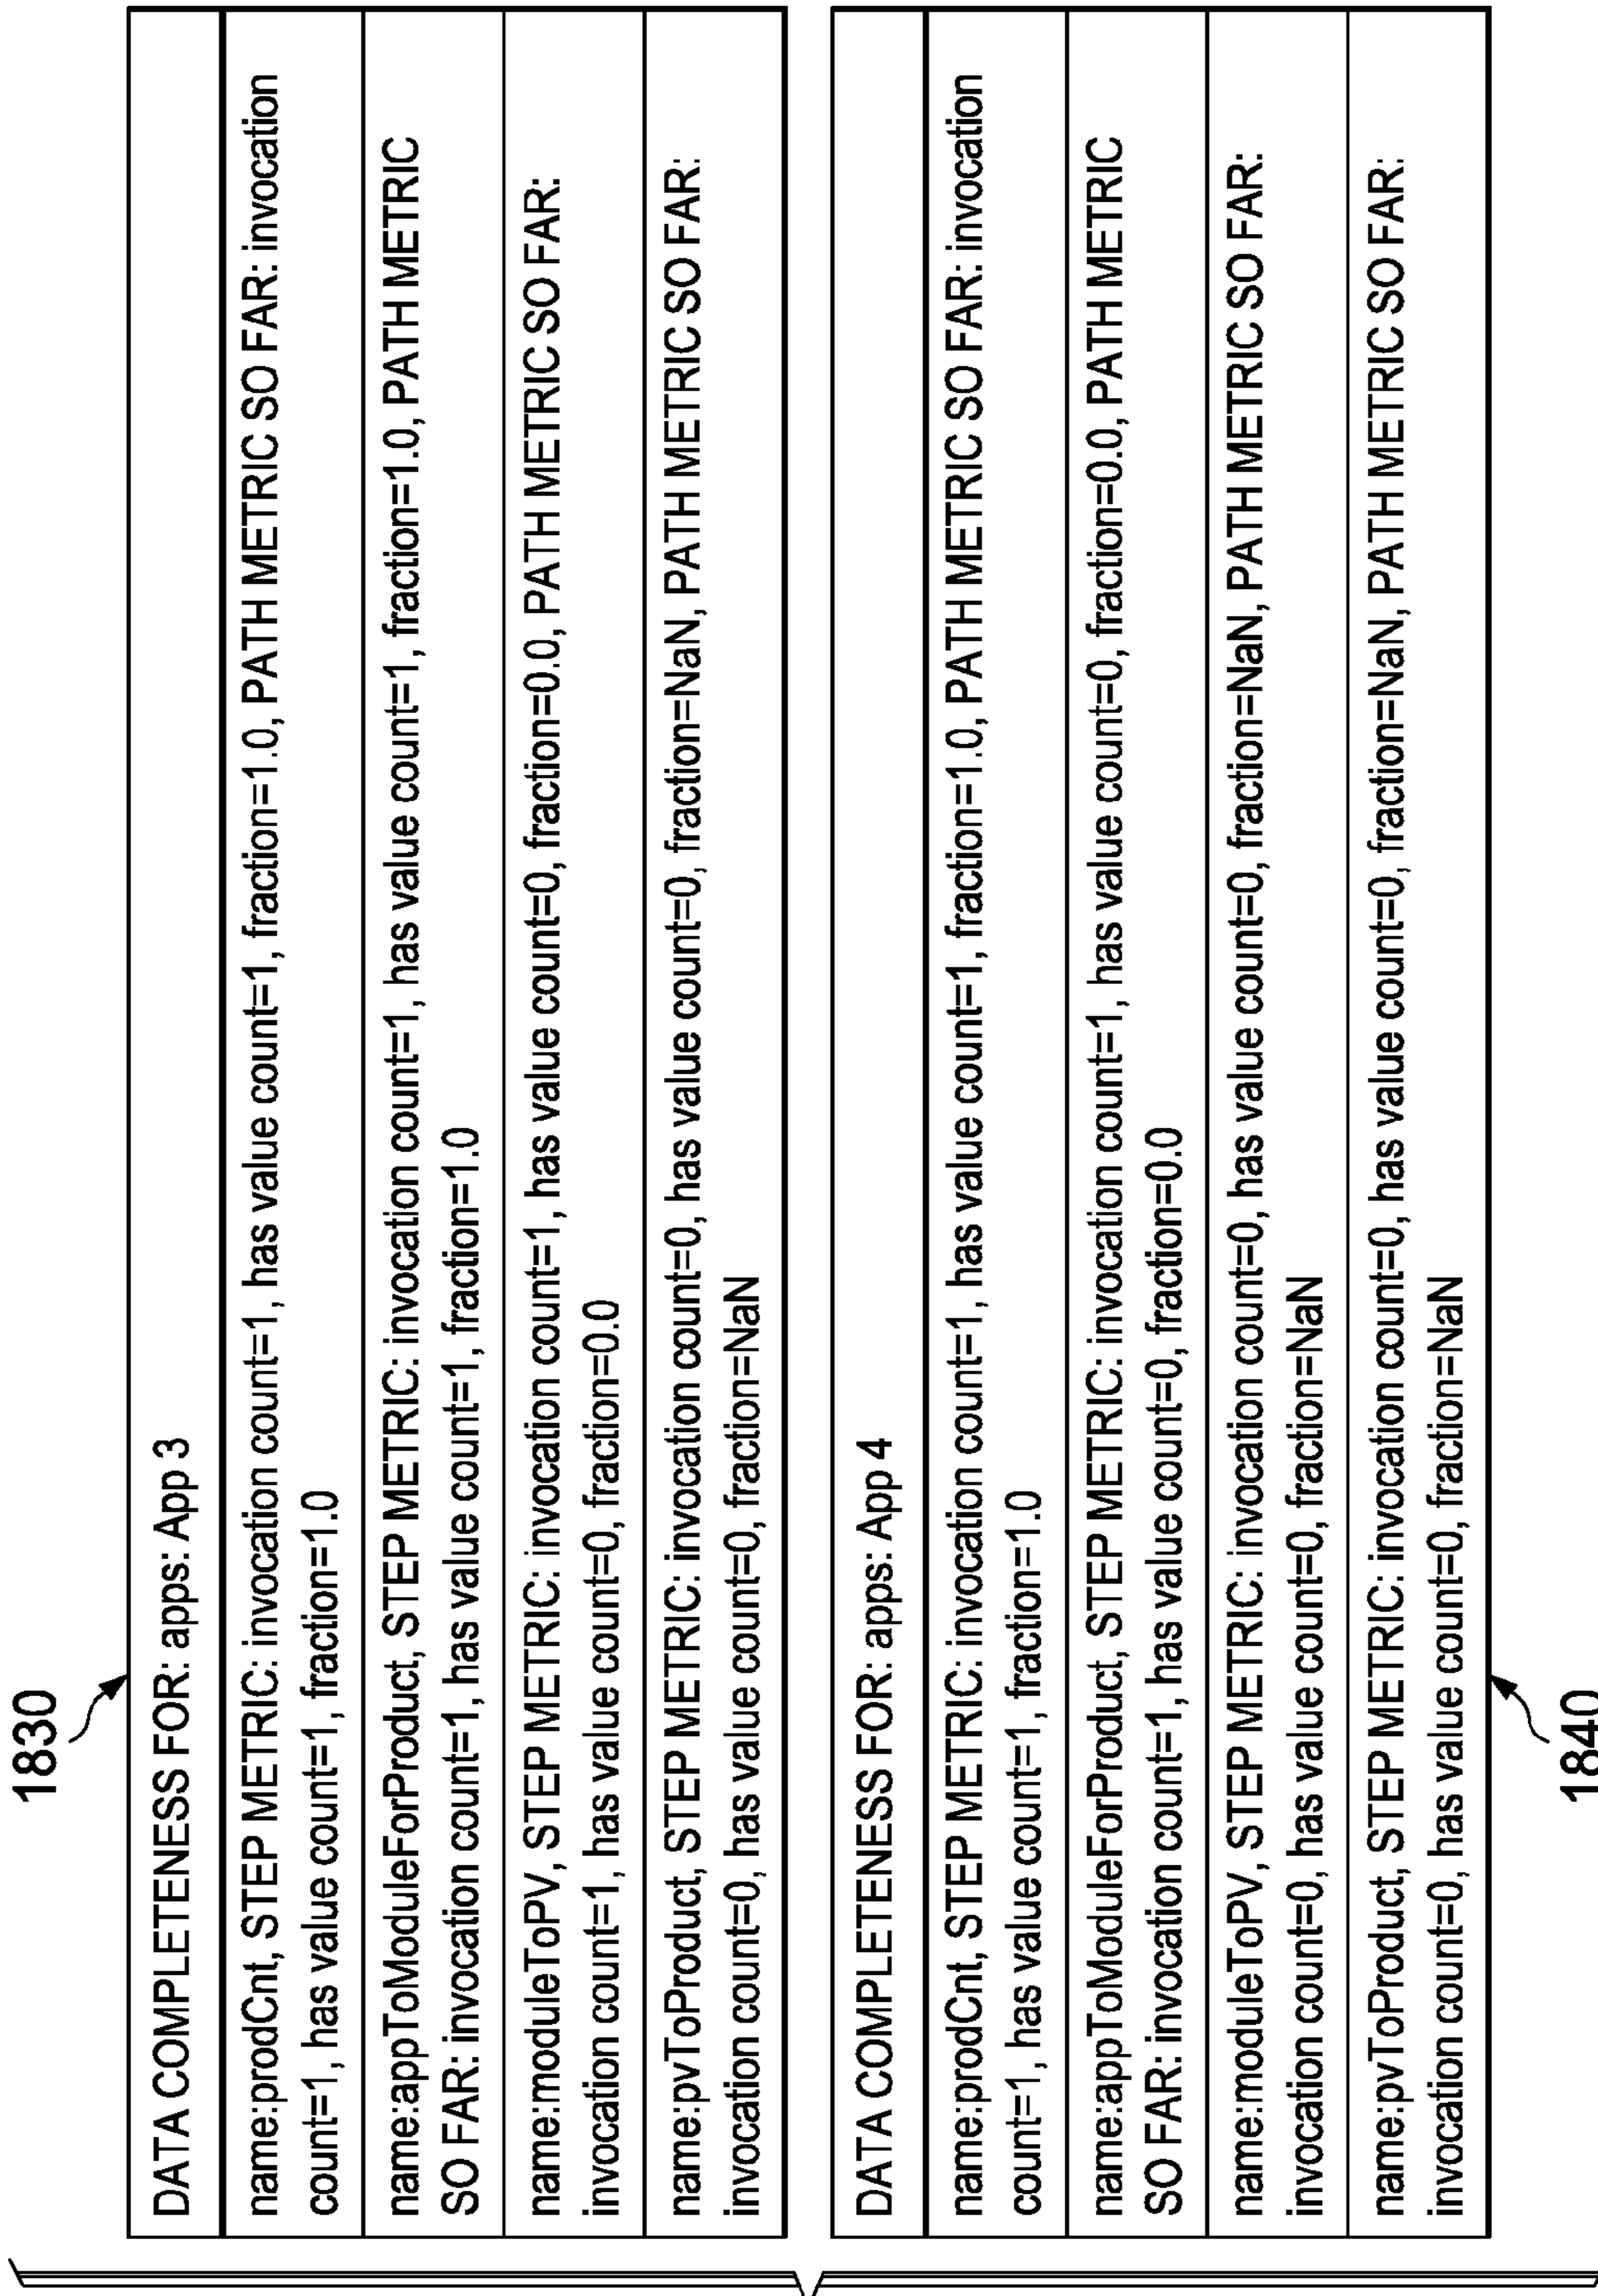 1830
DATA COMPLETENESS FOR: apps: App 3
name:prodCnt, STEP METRIC: invocation count=1, has value count=1, fraction=1.0, PATH METRIC SO FAR: invocation
count=1, has value count=1, fraction=1.0
name:appToModuleForProduct, STEP METRIC: invocation count=1, has value count=1, fraction=1.0, PATH METRIC
SO FAR: invocation count=1, has value count=1, fraction=1.0
name:moduleToPV, STEP METRIC: invocation count=1, has value count=0, fraction=0.0, PATH METRIC SO FAR:
invocation count=1, has value count=0, fraction=0.0
name:pvToProduct, STEP METRIC: invocation count=0, has value count=0, fraction=NaN, PATH METRIC SO FAR:
invocation count=0, has value count=0, fraction=NaN
DATA COMPLETENESS FOR: apps: App 4
name:prodCnt, STEP METRIC: invocation count=1, has value count=1, fraction=1.0, PATH METRIC SO FAR: invocation
count=1, has value count=1, fraction=1.0
name:appToModuleForProduct, STEP METRIC: invocation count=1, has value count=0, fraction=0.0, PATH METRIC
SO FAR: invocation count=1, has value count=0, fraction=0.0
name:moduleToPV, STEP METRIC: invocation count=0, has value count=0, fraction=NaN, PATH METRIC SO FAR:
invocation count=0, has value count=0, fraction=NaN
name:pvToProduct, STEP METRIC: invocation count=0, has value count=0, fraction=NaN, PATH METRIC SO FAR:
invocation count=0, has value count=0, fraction=NaN
1840